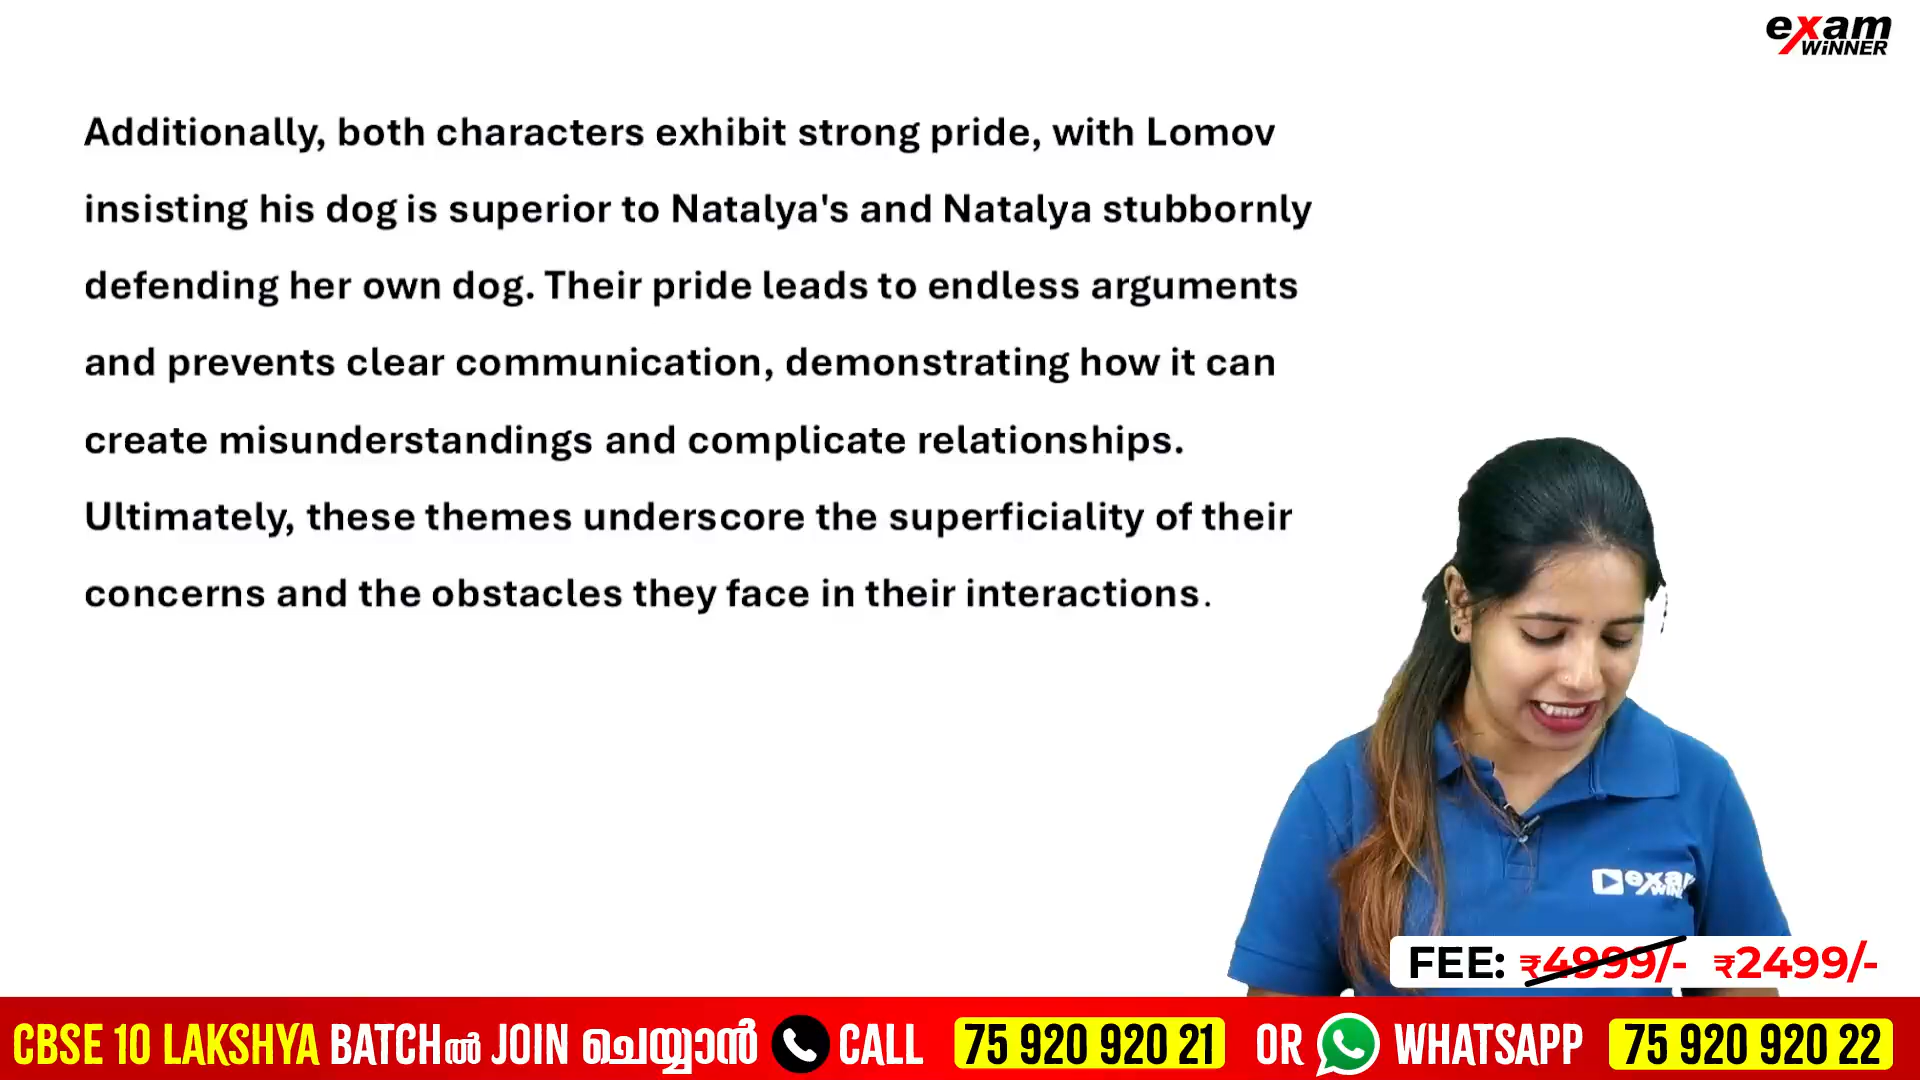 exam
WiNNER
Additionally, both characters exhibit strong pride, with Lomov
insisting his dog is superior to Natalya's and Natalya stubbornly
defending her own dog. Their pride leads to endless arguments
and prevents clear communication, demonstrating how it can
create misunderstandings and complicate relationships.
Ultimately, these themes underscore the superficiality of their
concerns and the obstacles they face in their interactions.
FEE: ₹4999/- ₹2499/-
CBSE 10 LAKSHYA BATCHൽ JOIN ചെയ്യാൻ CALL 75 920 920 21 OR WHATSAPP 75 920 920 22